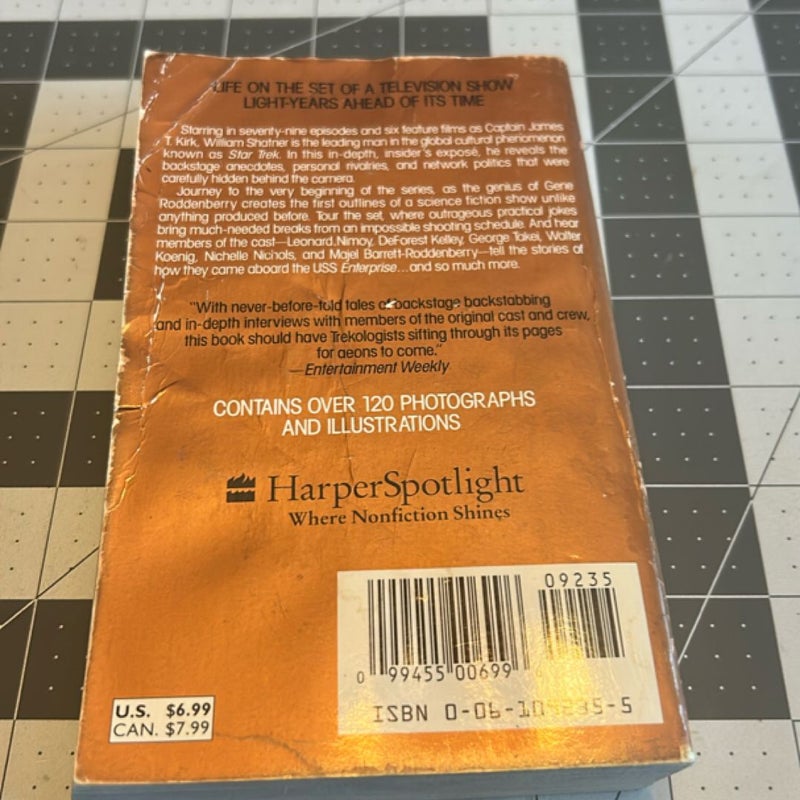 LIFE ON THE SET OF A TELEVISION SHOW
LIGHT-YEARS AHEAD OF ITS TIME
Starring in seventy-nine episodes and six feature films as Captain James
T. Kirk, William Shatner is the leading man in the global cultural phenomenon
known as Star Trek. In this in-depth, insider's exposé, he reveals the
backstage anecdotes, personal rivalries, and network politics that were
carefully hidden behind the camera.
Journey to the very beginning of the series, as the genius of Gene
Roddenberry creates the first outlines of a science fiction show unlike
anything produced before. Tour the set, where outrageous practical jokes
bring much-needed breaks from an impossible shooting schedule. And hear
members of the cast—Leonard Nimoy, DeForest Kelley, George Takei, Walter
Koenig, Nichelle Nichols, and Majel Barrett-Roddenberry—tell the stories of
how they came aboard the USS Enterprise...and so much more.
"With never-before-told tales of backstage backstabbing
and in-depth interviews with members of the original cast and crew,
this book should have Trekologists sifting through its pages
for aeons to come."
—Entertainment Weekly
CONTAINS OVER 120 PHOTOGRAPHS
AND ILLUSTRATIONS
HarperSpotlight
Where Nonfiction Shines
09235
0 99455 00699
ISBN 0-06-
U.S. $6.99
CAN. $7.99